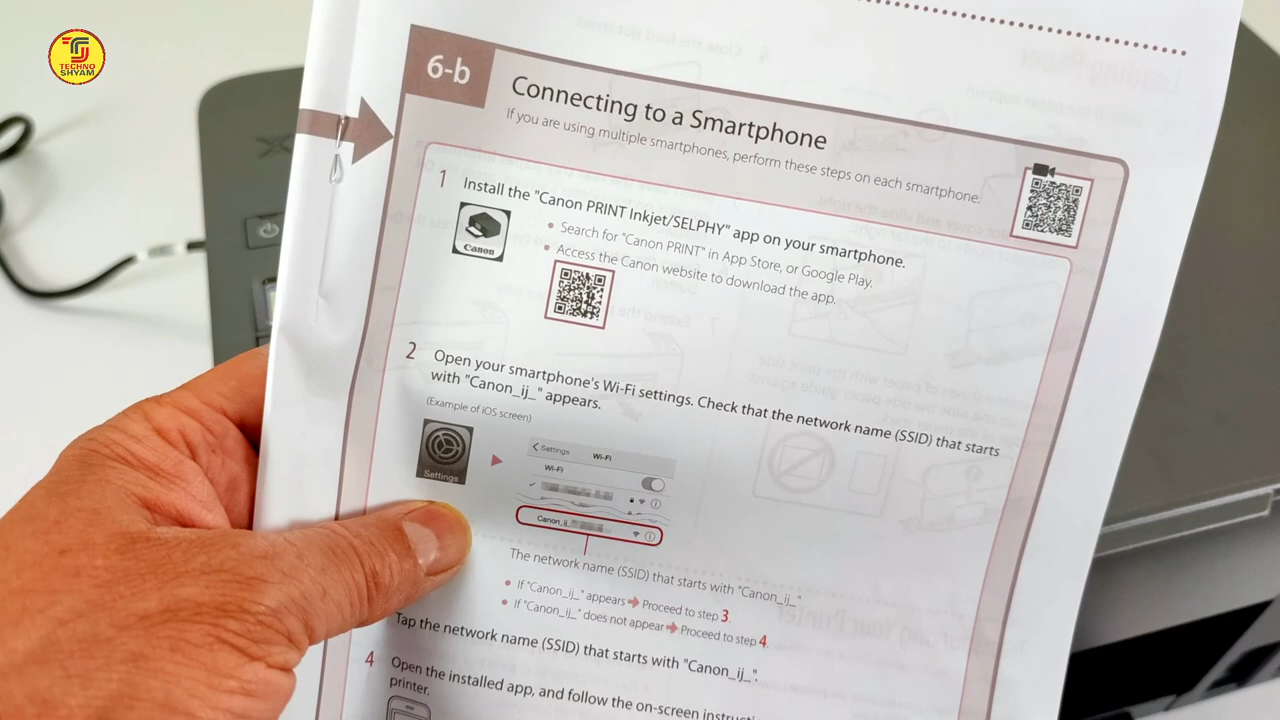 TJ
TECHNO
SHYAM
6-b
Connecting to a Smartphone
If you are using multiple smartphones, perform these steps on each smartphone.
1 Install the "Canon PRINT Inkjet/SELPHY" app on your smartphone.
Canon
• Search for "Canon PRINT" in App Store, or Google Play.
• Access the Canon website to download the app.
2 Open your smartphone's Wi-Fi settings. Check that the network name (SSID) that starts
with "Canon_ij_" appears.
(Example of iOS screen)
Settings
Settings
Wi-Fi
Wi-Fi
Canon_ij_
The network name (SSID) that starts with "Canon_ij_"
• If "Canon_ij_" appears ➡ Proceed to step 3.
• If "Canon_ij_" does not appear ➡ Proceed to step 4.
Tap the network name (SSID) that starts with "Canon_ij_".
4 Open the installed app, and follow the on-screen
printer.